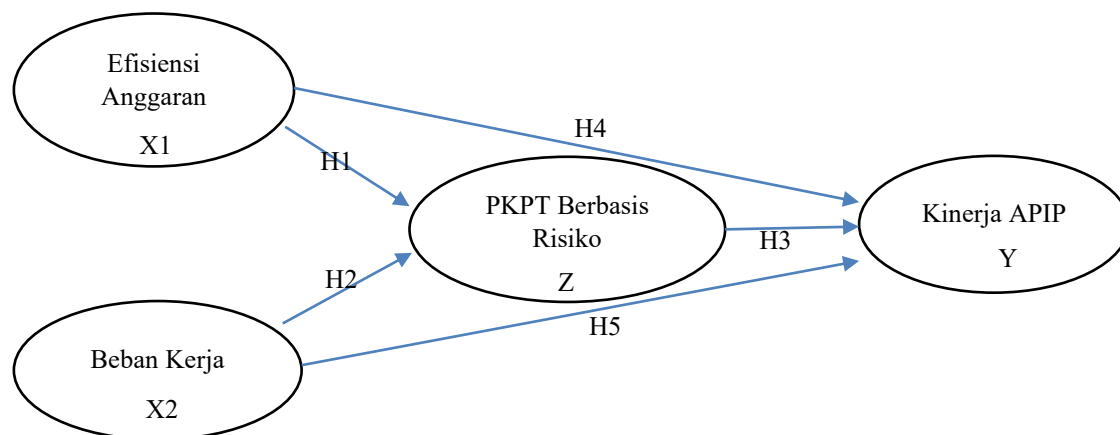 Efisiensi
Anggaran
X1
H4
H1
PKPT Berbasis
Risiko
Z
H3
Kinerja APIP
Y
H2
H5
Beban Kerja
X2